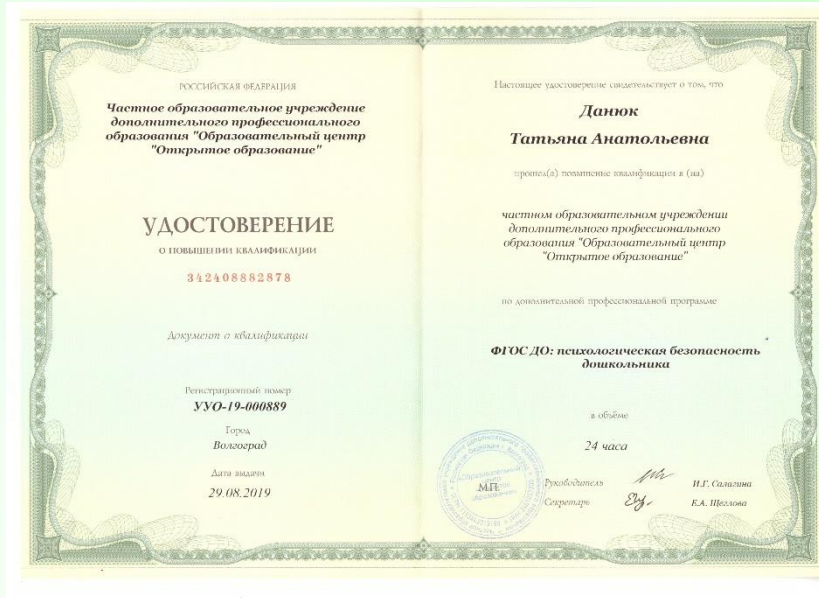 РОССИЙСКАЯ ФЕДЕРАЦИЯ
Частное образовательное учреждение
дополнительного профессионального
образования "Образовательный центр
"Открытое образование"
УДОСТОВЕРЕНИЕ
О ПОВЫШЕНИИ КВАЛИФИКАЦИИ
342408882878
Документ о квалификации
Регистрационный номер
УУО-19-000889
Город
Волгоград
Дата выдачи
29.08.2019
Настоящее удостоверение свидетельствует о том, что
Данюк
Татьяна Анатольевна
прошел(а) повышение квалификации в (на)
частном образовательном учреждении
дополнительного профессионального
образования "Образовательный центр
"Открытое образование"
по дополнительной профессиональной программе
ФГОС ДО: психологическая безопасность
дошкольника
в объёме
24 часа
М.П.
Руководитель И.Г. Салагина
Секретарь Е.А. Щеглова